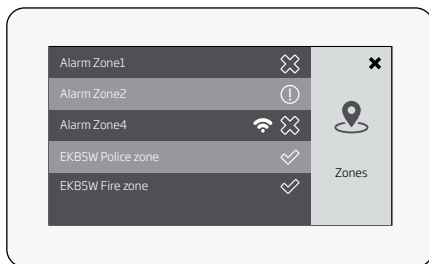 Alarm Zone1
Alarm Zone2
Alarm Zone4
EKB5W Police zone
EKB5W Fire zone
Zones